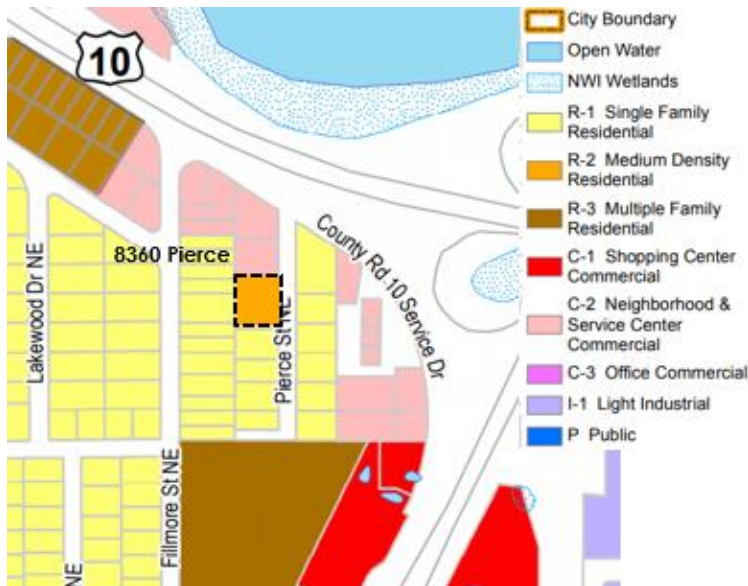 10
8360 Pierce
Lakewood Dr NE
Pierce St NE
County Rd 10 Service Dr
Fillmore St NE
NE
City Boundary
Open Water
NWI Wetlands
R-1 Single Family
Residential
R-2 Medium Density
Residential
R-3 Multiple Family
Residential
C-1 Shopping Center
Commercial
C-2 Neighborhood &
Service Center
Commercial
C-3 Office Commercial
I-1 Light Industrial
P Public